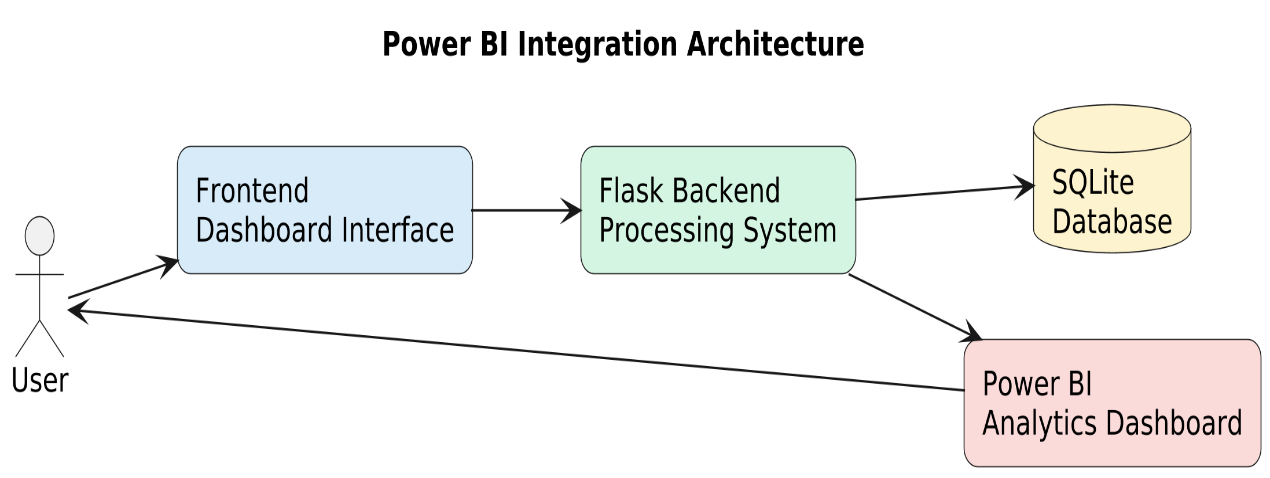 Power BI Integration Architecture
Frontend
Dashboard Interface
Flask Backend
Processing System
SQLite
Database
User
Power BI
Analytics Dashboard